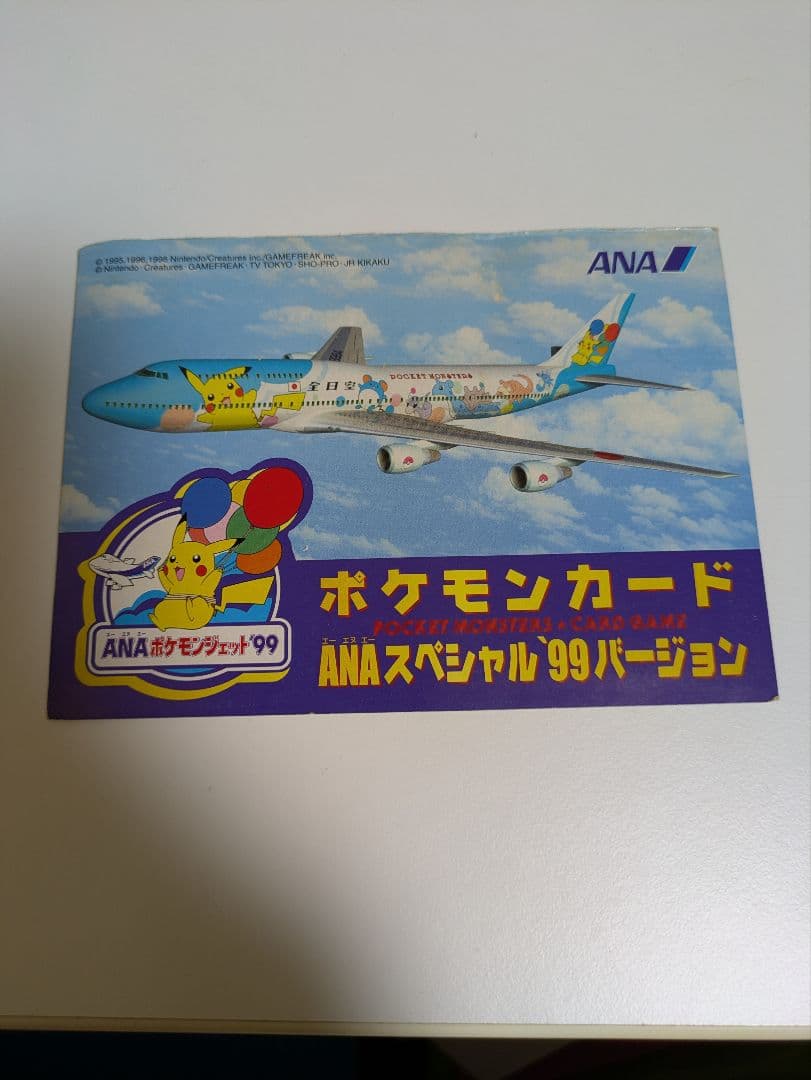 © 1995,1996,1998 Nintendo/Creatures inc./GAMEFREAK inc.
© Nintendo・Creatures・GAMEFREAK・TV TOKYO・SHO-PRO・JR KIKAKU
ANA
POCKET MONSTERS
全日空
ポケモンカード
POCKET MONSTERS CARD GAME
エー エヌ エー
ANAスペシャル'99バージョン
エー エヌ エー
ANAポケモンジェット'99